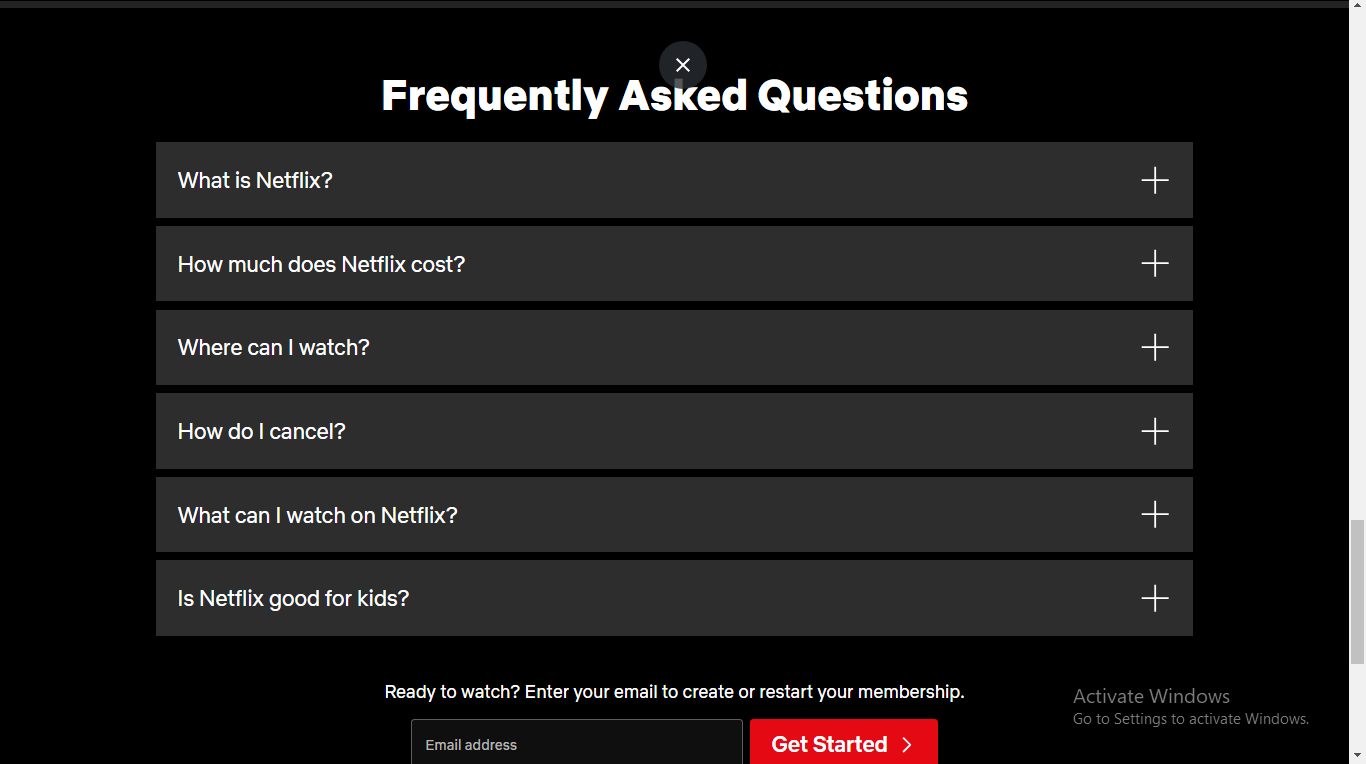 Frequently Asked Questions
What is Netflix?
How much does Netflix cost?
Where can I watch?
How do I cancel?
What can I watch on Netflix?
Is Netflix good for kids?
Ready to watch? Enter your email to create or restart your membership.
Email address
Get Started
Activate Windows
Go to Settings to activate Windows.